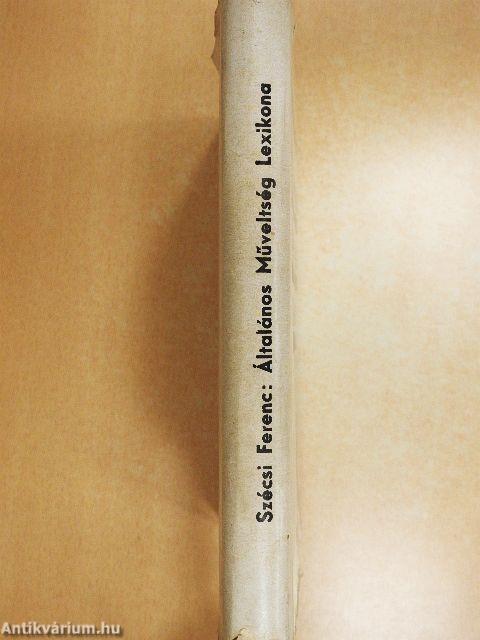 Szécsi Ferenc: Általános Műveltség Lexikona
Antikvárium.hu